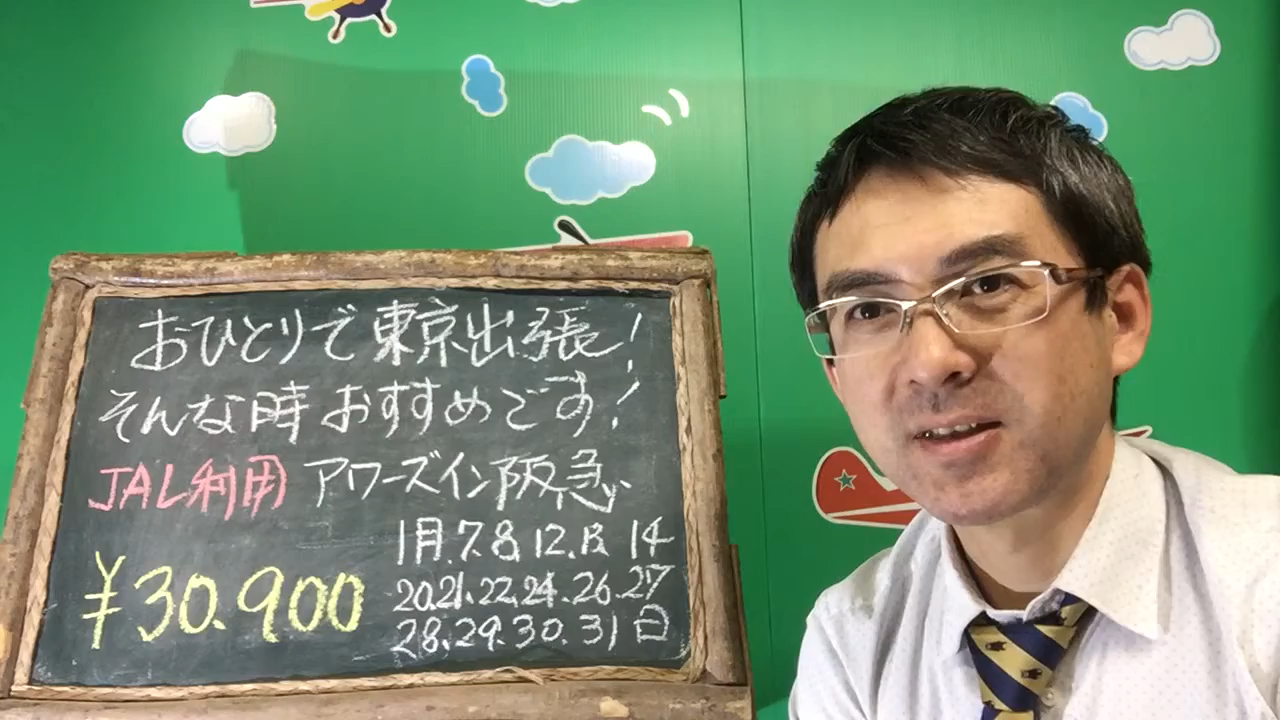 おひとりで東京出張!
そんな時おすすめです!
JAL利用 アワーズイン阪急
1月.7.8.12.13 14
¥30.900
20.21.22.24.26.27
28.29.30.31日